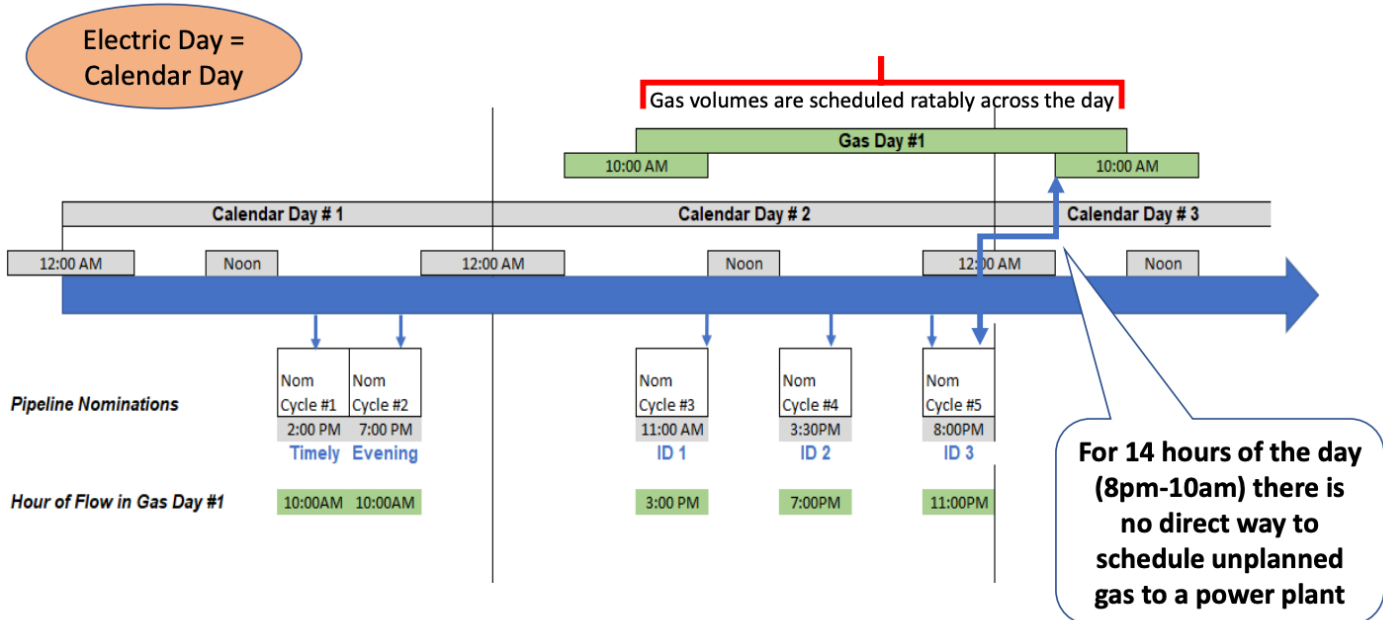 Electric Day =
Calendar Day
Gas volumes are scheduled ratably across the day
Gas Day #1
10:00 AM
10:00 AM
Calendar Day # 1
Calendar Day # 2
Calendar Day # 3
12:00 AM
Noon
12:00 AM
Noon
12:00 AM
Noon
Pipeline Nominations
Nom
Cycle #1
Nom
Cycle #2
Nom
Cycle #3
Nom
Cycle #4
Nom
Cycle #5
2:00 PM
7:00 PM
11:00 AM
3:30PM
8:00PM
Timely
Evening
ID 1
ID 2
ID 3
Hour of Flow in Gas Day #1
10:00AM
10:00AM
3:00 PM
7:00PM
11:00PM
For 14 hours of the day
(8pm-10am) there is
no direct way to
schedule unplanned
gas to a power plant